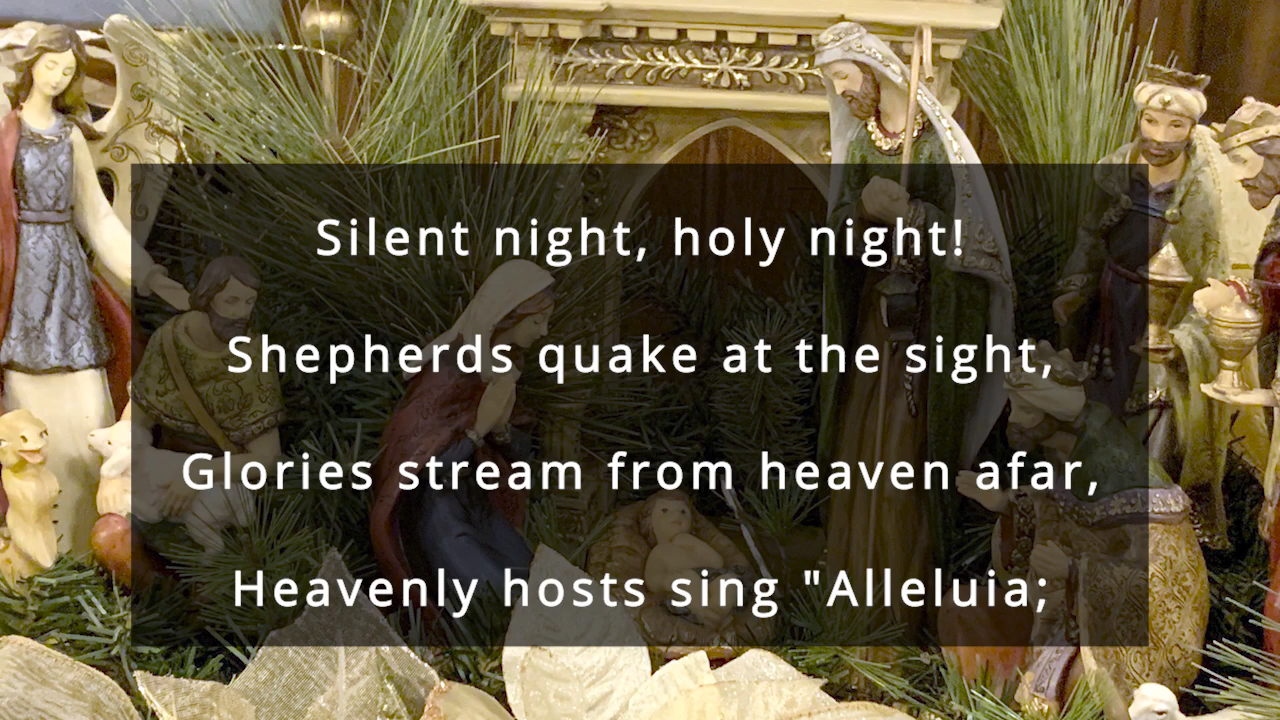 Silent night, holy night!
Shepherds quake at the sight,
Glories stream from heaven afar,
Heavenly hosts sing "Alleluia;